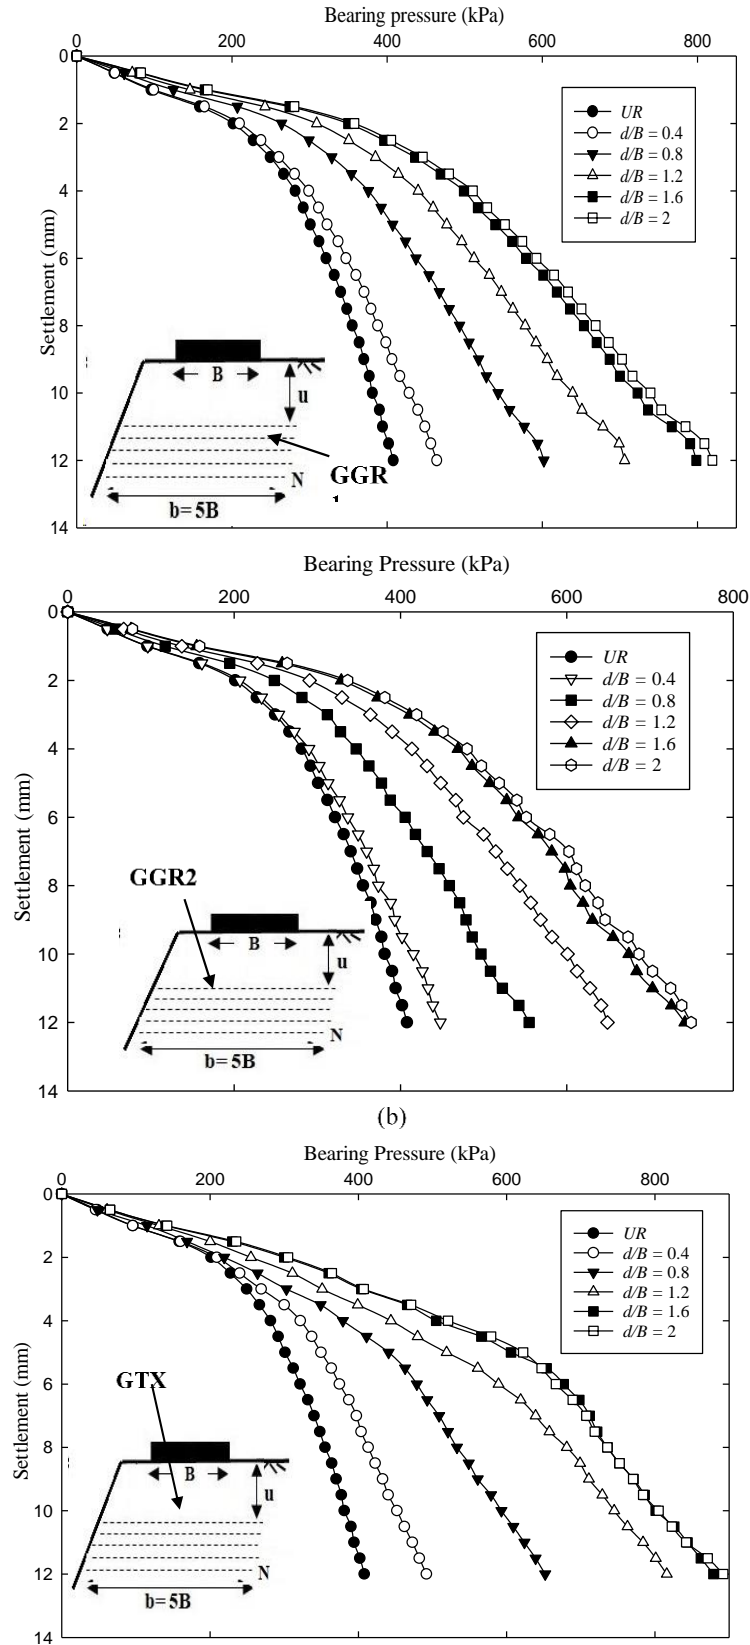 Bearing pressure (kPa)
0 200 400 600 800
0
2
4
6
8
10
12
14
Settlement (mm)
UR
d/B = 0.4
d/B = 0.8
d/B = 1.2
d/B = 1.6
d/B = 2
B
u
GGR
N
b=5B
Bearing Pressure (kPa)
0 200 400 600 800
0
2
4
6
8
10
12
14
Settlement (mm)
UR
d/B = 0.4
d/B = 0.8
d/B = 1.2
d/B = 1.6
d/B = 2
GGR2
B
u
N
b=5B
(b)
Bearing Pressure (kPa)
0 200 400 600 800
0
2
4
6
8
10
12
14
Settlement (mm)
UR
d/B = 0.4
d/B = 0.8
d/B = 1.2
d/B = 1.6
d/B = 2
GTX
B
u
N
b=5B